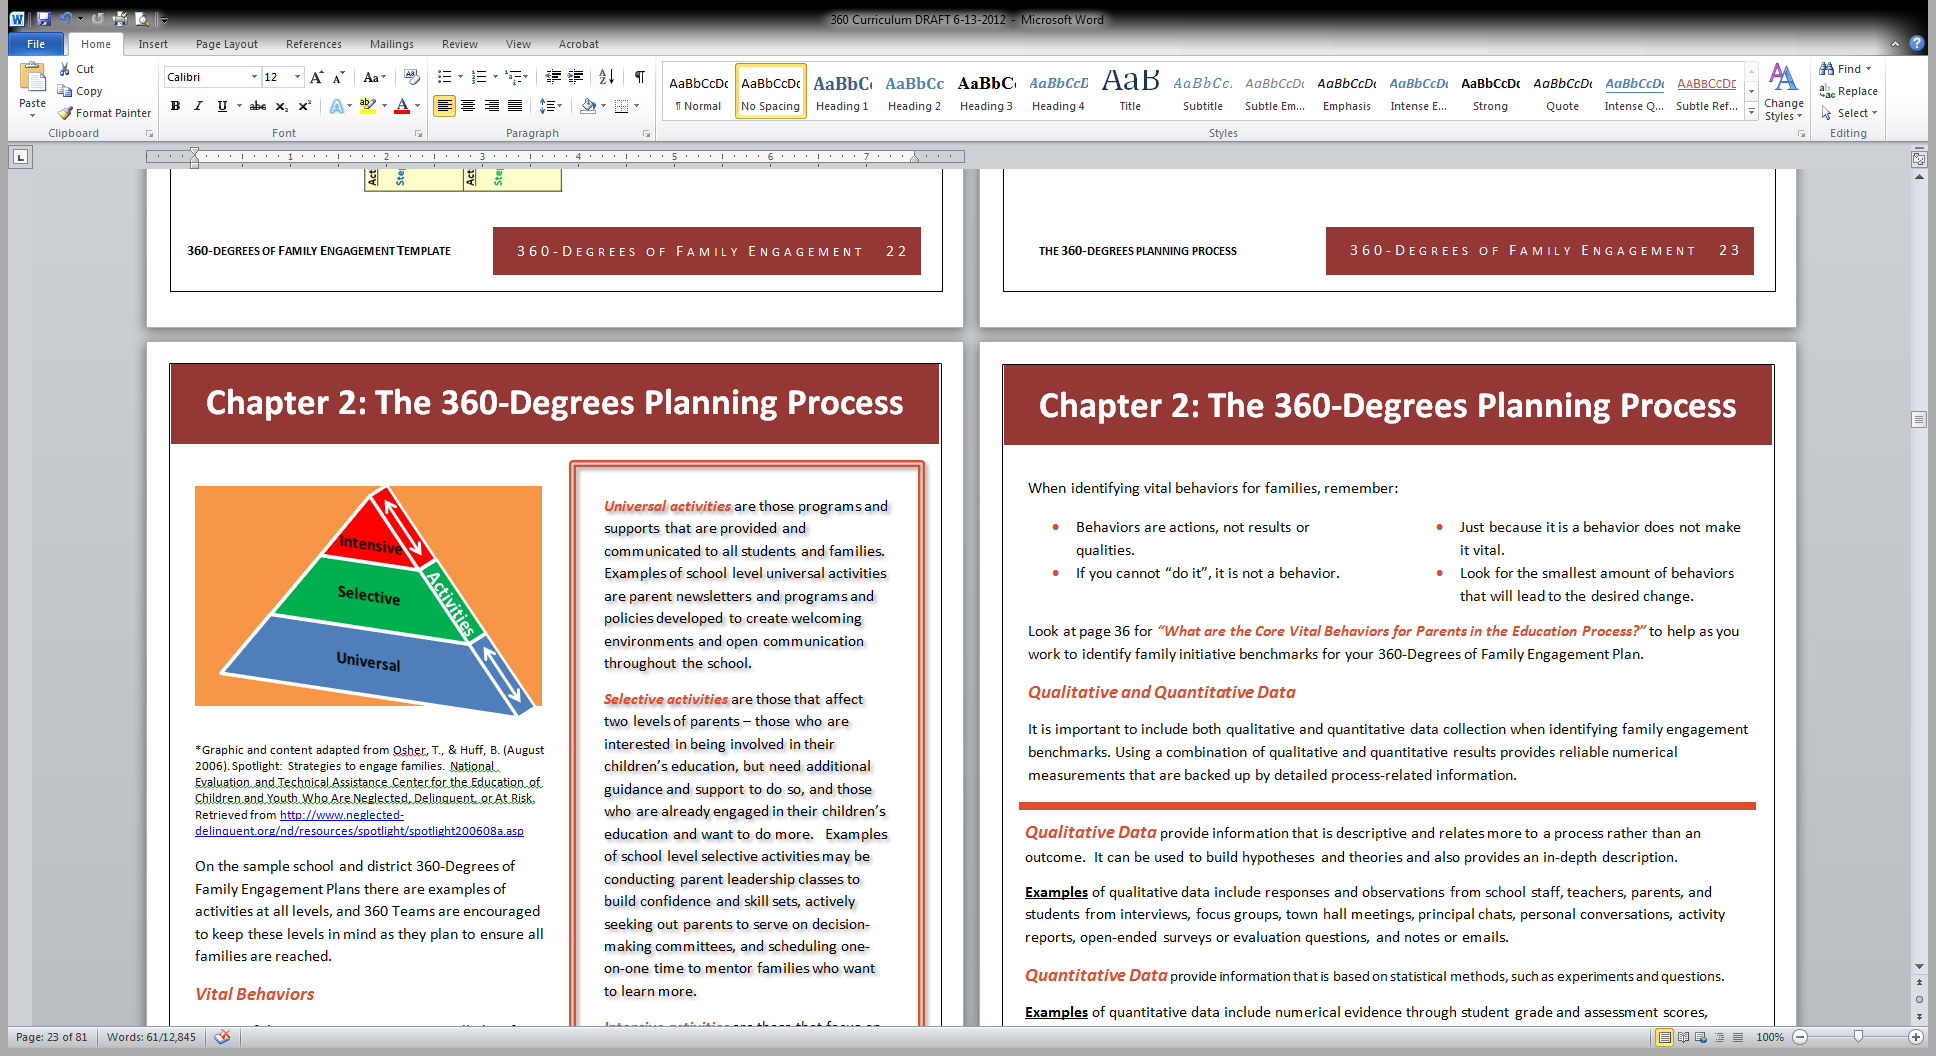 360 Curriculum DRAFT 6-13-2012 - Microsoft Word
File Home Insert Page Layout References Mailings Review View Acrobat
Paste
Cut
Copy
Format Painter
Clipboard
Calibri 12
Font
Paragraph
AaBbCcDc AaBbCcDc AaBbC AaBbCc AaBbC AaBbCcD AaB AaBbCc. AaBbCcDc AaBbCcDc AaBbCcDc AaBbCcDc AaBbCcDc AaBbCcDc AABBCCDE
¶ Normal No Spacing Heading 1 Heading 2 Heading 3 Heading 4 Title Subtitle Subtle Em... Emphasis Intense E... Strong Quote Intense Q... Subtle Ref...
Styles
Change Styles
Find
Replace
Select
Editing
1 2 3 4 5 6 7
Act
Ste
Act
Ste
360-DEGREES OF FAMILY ENGAGEMENT TEMPLATE
360-DEGREES OF FAMILY ENGAGEMENT 22
THE 360-DEGREES PLANNING PROCESS
360-DEGREES OF FAMILY ENGAGEMENT 23
Chapter 2: The 360-Degrees Planning Process
Intensive
Selective
Universal
Activities
*Graphic and content adapted from Osher, T., & Huff, B. (August
2006). Spotlight: Strategies to engage families. National
Evaluation and Technical Assistance Center for the Education of
Children and Youth Who Are Neglected, Delinquent, or At Risk.
Retrieved from http://www.neglected-
delinquent.org/nd/resources/spotlight/spotlight200608a.asp
On the sample school and district 360-Degrees of
Family Engagement Plans there are examples of
activities at all levels, and 360 Teams are encouraged
to keep these levels in mind as they plan to ensure all
families are reached.
Vital Behaviors
Universal activities are those programs and
supports that are provided and
communicated to all students and families.
Examples of school level universal activities
are parent newsletters and programs and
policies developed to create welcoming
environments and open communication
throughout the school.
Selective activities are those that affect
two levels of parents – those who are
interested in being involved in their
children's education, but need additional
guidance and support to do so, and those
who are already engaged in their children's
education and want to do more. Examples
of school level selective activities may be
conducting parent leadership classes to
build confidence and skill sets, actively
seeking out parents to serve on decision-
making committees, and scheduling one-
on-one time to mentor families who want
to learn more.
Intensive activities are those that focus on
Chapter 2: The 360-Degrees Planning Process
When identifying vital behaviors for families, remember:
• Behaviors are actions, not results or
qualities.
• If you cannot “do it”, it is not a behavior.
• Just because it is a behavior does not make
it vital.
• Look for the smallest amount of behaviors
that will lead to the desired change.
Look at page 36 for “What are the Core Vital Behaviors for Parents in the Education Process?” to help as you
work to identify family initiative benchmarks for your 360-Degrees of Family Engagement Plan.
Qualitative and Quantitative Data
It is important to include both qualitative and quantitative data collection when identifying family engagement
benchmarks. Using a combination of qualitative and quantitative results provides reliable numerical
measurements that are backed up by detailed process-related information.
Qualitative Data provide information that is descriptive and relates more to a process rather than an
outcome. It can be used to build hypotheses and theories and also provides an in-depth description.
Examples of qualitative data include responses and observations from school staff, teachers, parents, and
students from interviews, focus groups, town hall meetings, principal chats, personal conversations, activity
reports, open-ended surveys or evaluation questions, and notes or emails.
Quantitative Data provide information that is based on statistical methods, such as experiments and questions.
Examples of quantitative data include numerical evidence through student grade and assessment scores,
Page: 23 of 81 Words: 61/12,845 100%